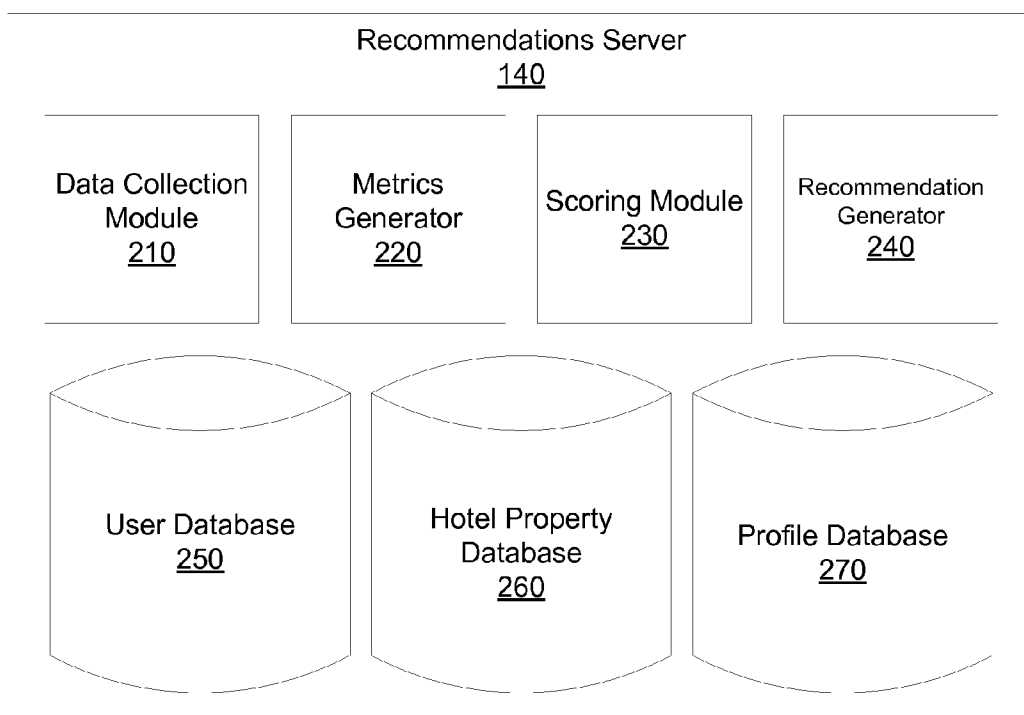 Recommendations Server
140
Data Collection
Module
210
Metrics
Generator
220
Scoring Module
230
Recommendation
Generator
240
User Database
250
Hotel Property
Database
260
Profile Database
270